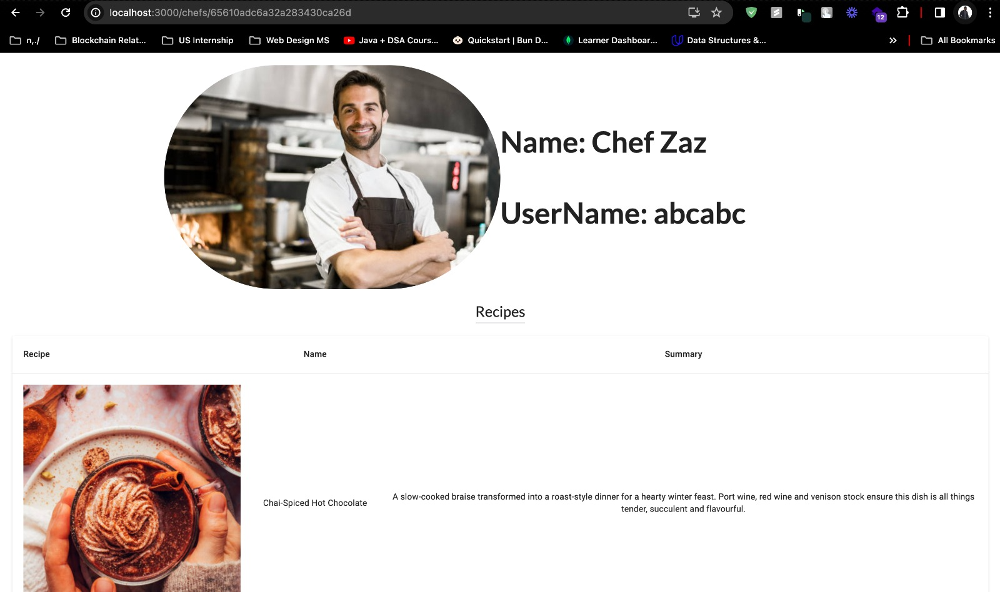 localhost:3000/chefs/65610adc6a32a283430ca26d
12
n,./ Blockchain Relat... US Internship Web Design MS Java + DSA Cours... Quickstart | Bun D... Learner Dashboar... Data Structures &... » All Bookmarks
Name: Chef Zaz
UserName: abcabc
Recipes
Recipe Name Summary
Chai-Spiced Hot Chocolate
A slow-cooked braise transformed into a roast-style dinner for a hearty winter feast. Port wine, red wine and venison stock ensure this dish is all things
tender, succulent and flavourful.